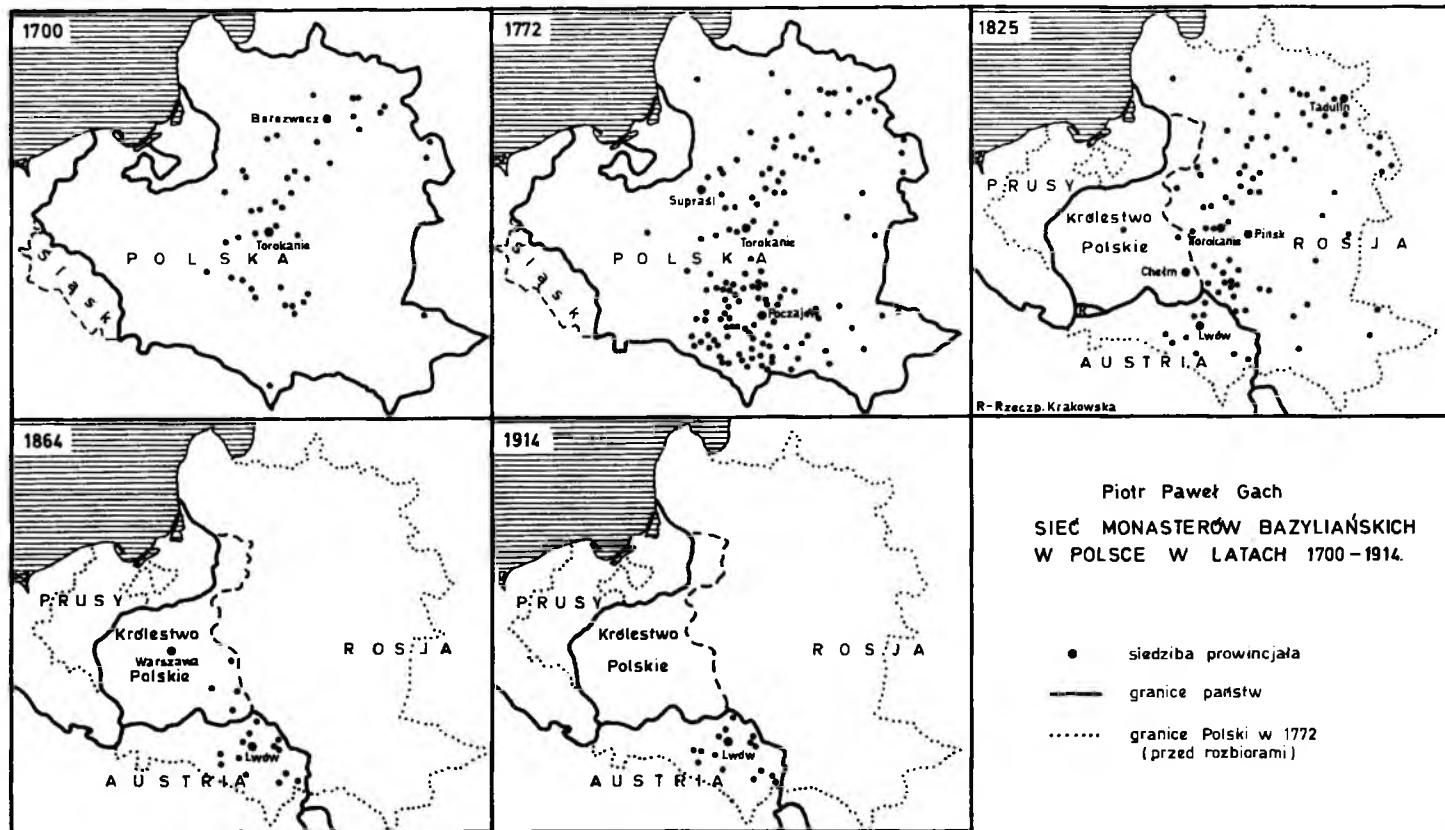 1700
Berezwecz
Torokanie
POLSKA
Śląsk
1772
Supraśl
Torokanie
POLSKA
Śląsk
Poczajów
1825
Tadulin
PRUSY
Królestwo
Polskie
Torokanie
Pińsk
ROSJA
Chełm
R
Lwów
AUSTRIA
R-Rzeczp. Krakowska
1864
PRUSY
Królestwo
Warszawa
Polskie
ROSJA
Lwów
AUSTRIA
1914
PRUSY
Królestwo
Polskie
ROSJA
Lwów
AUSTRIA
Piotr Paweł Gach
SIEĆ MONASTERÓW BAZYLIAŃSKICH
W POLSCE W LATACH 1700-1914.
siedziba prowincjała
granice państw
granice Polski w 1772
(przed rozbiorami)